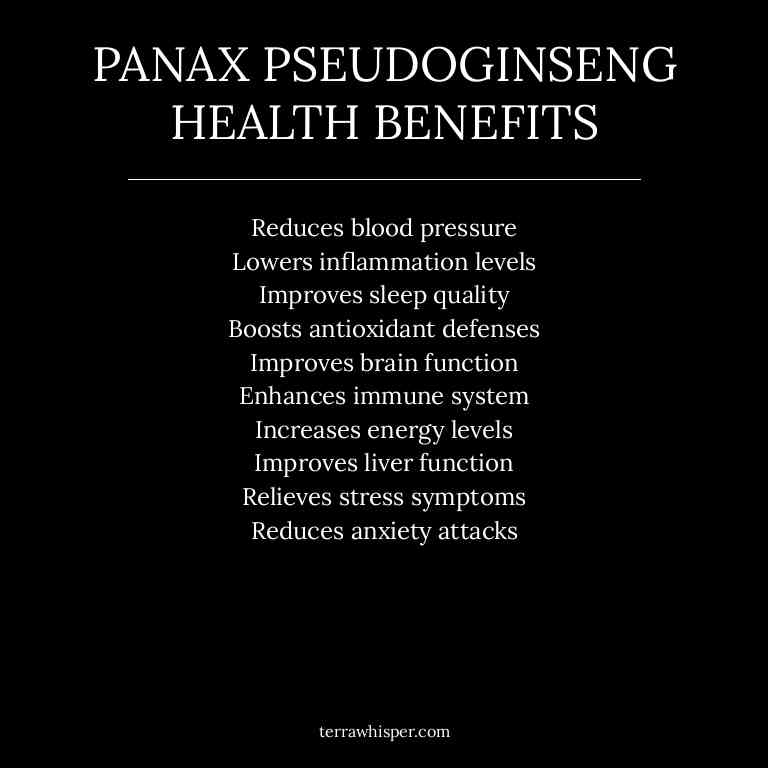 PANAX PSEUDOGINSENG
HEALTH BENEFITS
Reduces blood pressure
Lowers inflammation levels
Improves sleep quality
Boosts antioxidant defenses
Improves brain function
Enhances immune system
Increases energy levels
Improves liver function
Relieves stress symptoms
Reduces anxiety attacks
terrawhisper.com